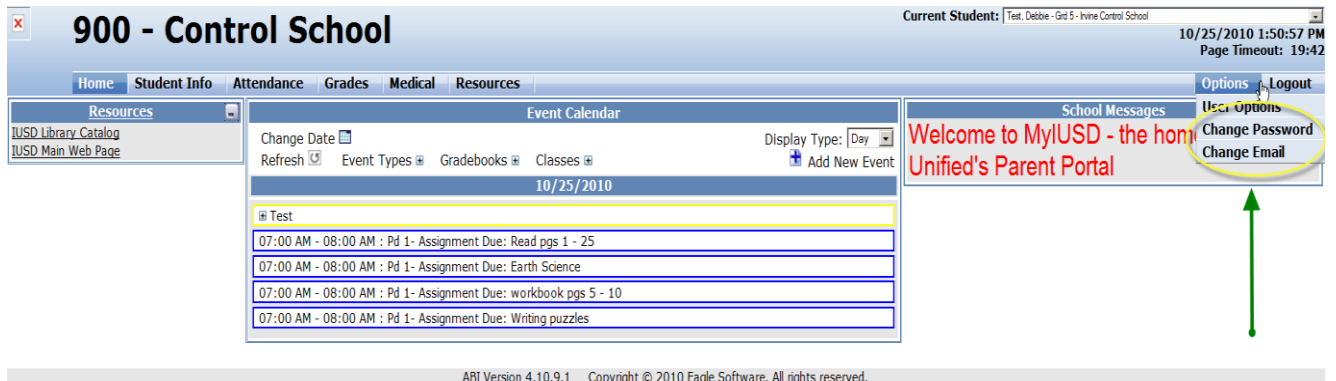 Current Student: Test, Debbie - Grd 5 - Irvine Control School
900 - Control School
10/25/2010 1:50:57 PM
Page Timeout: 19:42
Home Student Info Attendance Grades Medical Resources Options Logout
Resources
IUSD Library Catalog
IUSD Main Web Page
Event Calendar
Change Date Display Type: Day
Refresh Event Types Gradebooks Classes Add New Event
10/25/2010
Test
07:00 AM - 08:00 AM : Pd 1- Assignment Due: Read pgs 1 - 25
07:00 AM - 08:00 AM : Pd 1- Assignment Due: Earth Science
07:00 AM - 08:00 AM : Pd 1- Assignment Due: workbook pgs 5 - 10
07:00 AM - 08:00 AM : Pd 1- Assignment Due: Writing puzzles
School Messages
Welcome to MyIUSD - the hom
Unified's Parent Portal
User Options
Change Password
Change Email
ABI Version 4.10.9.1 Copyright © 2010 Eagle Software. All rights reserved.